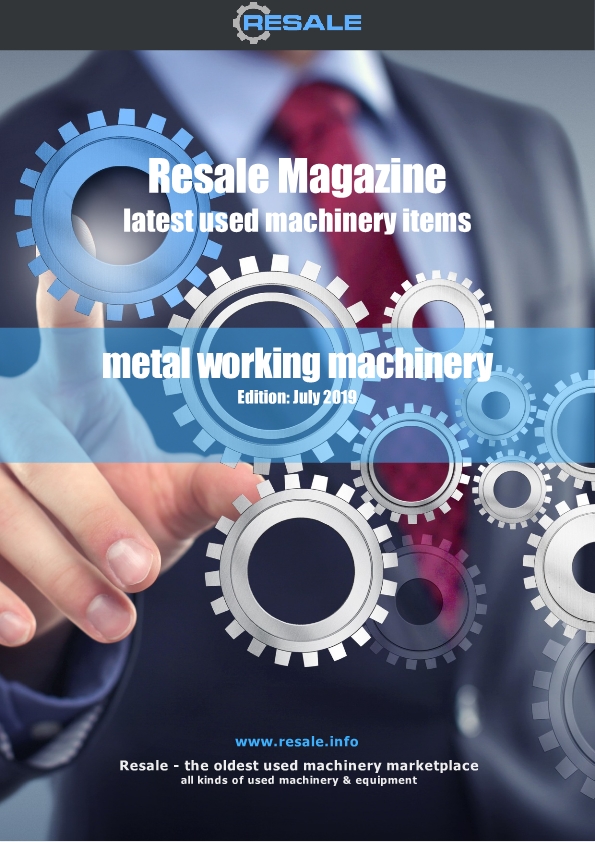 RESALE
Resale Magazine
latest used machinery items
metal working machinery
Edition: July 2019
www.resale.info
Resale - the oldest used machinery marketplace
all kinds of used machinery & equipment